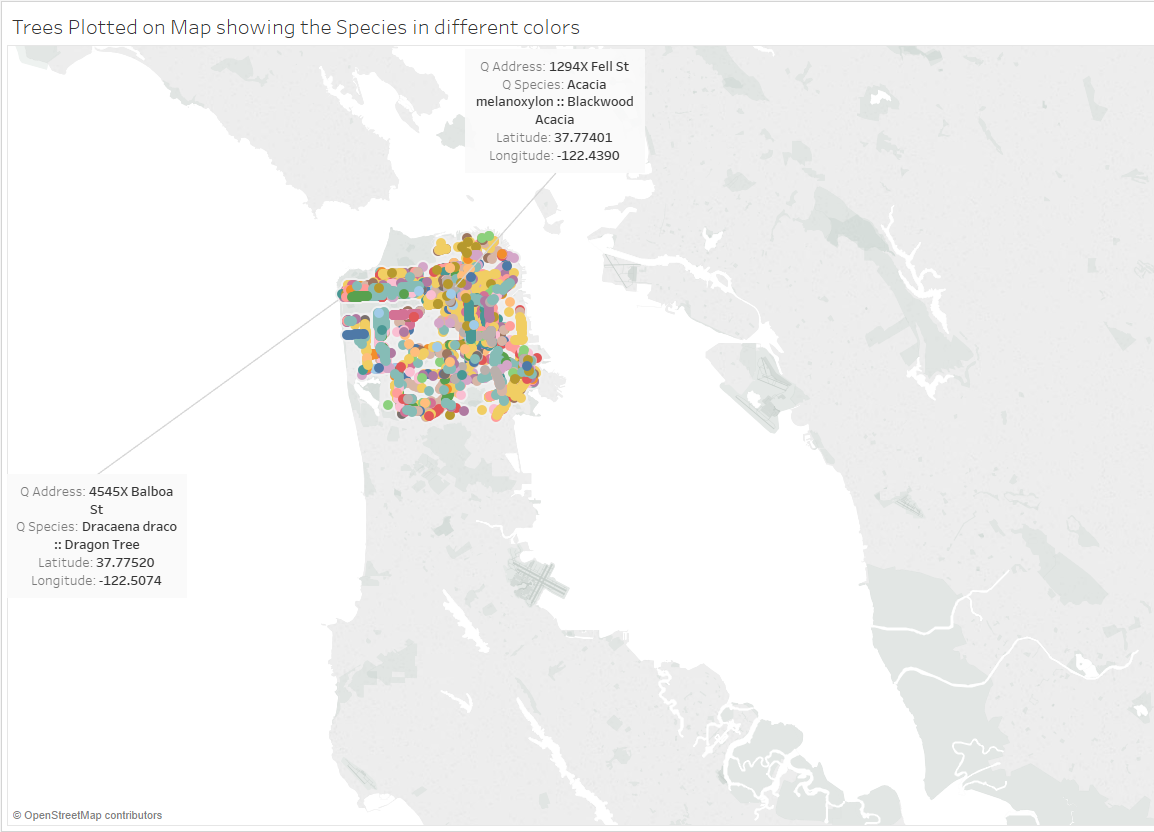 Trees Plotted on Map showing the Species in different colors
Q Address: 1294X Fell St
Q Species: Acacia
melanoxylon :: Blackwood
Acacia
Latitude: 37.77401
Longitude: -122.4390
Q Address: 4545X Balboa
St
Q Species: Dracaena draco
:: Dragon Tree
Latitude: 37.77520
Longitude: -122.5074
© OpenStreetMap contributors